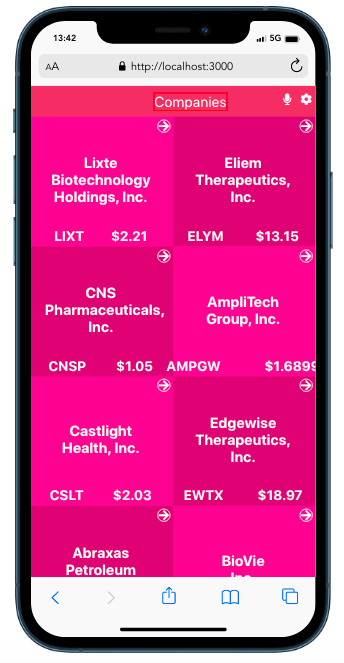 13:42 5G
AA http://localhost:3000
Companies
Lixte
Biotechnology
Holdings, Inc.
LIXT $2.21
Eliem
Therapeutics,
Inc.
ELYM $13.15
CNS
Pharmaceuticals,
Inc.
CNSP $1.05
AmpliTech
Group, Inc.
AMPGW $1.6899
Castlight
Health, Inc.
CSLT $2.03
Edgewise
Therapeutics,
Inc.
EWTX $18.97
Abraxas
Petroleum
BioVie
Inc.